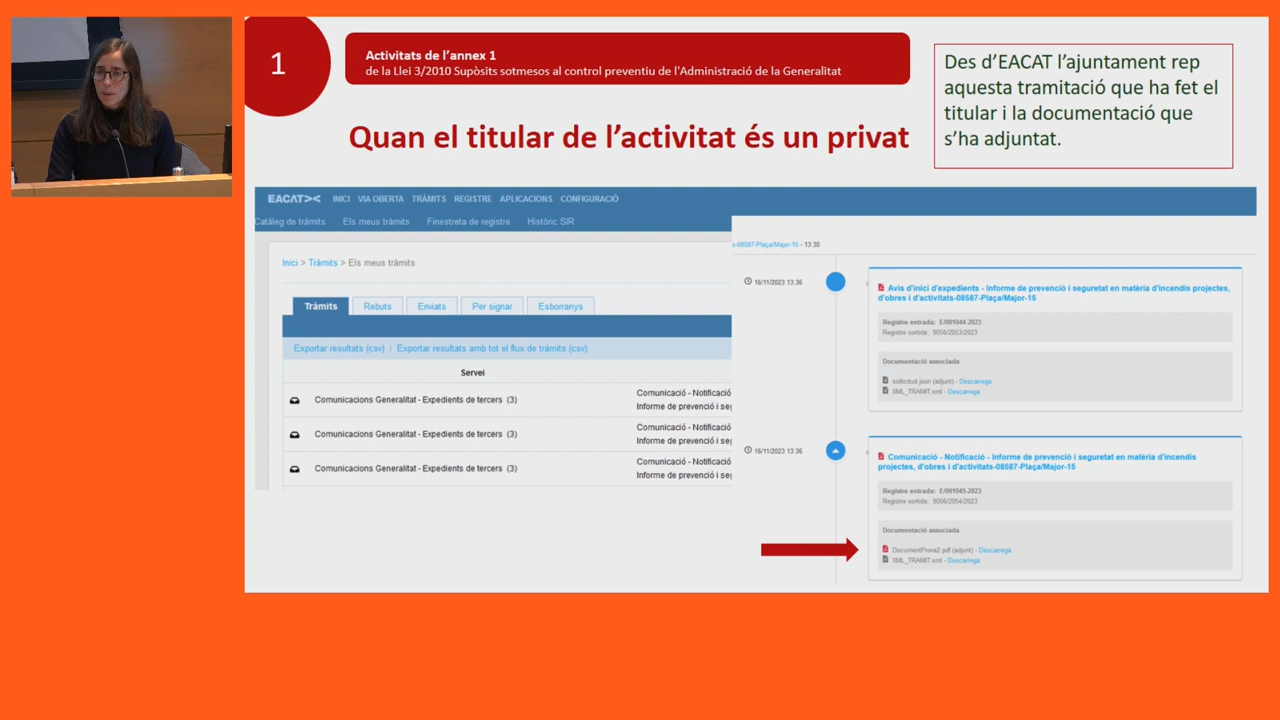 1
Activitats de l'annex 1
de la Llei 3/2010 Supòsits sotmesos al control preventiu de l'Administració de la Generalitat
Des d'EACAT l'ajuntament rep
aquesta tramitació que ha fet el
titular i la documentació que
s'ha adjuntat.
Quan el titular de l'activitat és un privat
EACAT
INICI VIA OBERTA TRÀMITS REGISTRE APLICACIONS CONFIGURACIÓ
Catàleg de tràmits Els meus tràmits Finestreta de registre Històric SIR
Inici > Tràmits > Els meus tràmits
Tràmits Rebuts Enviats Per signar Esborranys
Exportar resultats (csv) | Exportar resultats amb tot el flux de tràmits (csv)
Servei
Comunicacions Generalitat - Expedients de tercers (3)
Comunicació - Notificació
Informe de prevenció i seg
Comunicacions Generalitat - Expedients de tercers (3)
Comunicació - Notificació
Informe de prevenció i seg
Comunicacions Generalitat - Expedients de tercers (3)
Comunicació - Notificació
Informe de prevenció i seg
s-08587-Plaça/Major-15 - 13:30
16/11/2023 13:36
Avis d'inici d'expedients - Informe de prevenció i seguretat en matèria d'incendis projectes,
d'obres i d'activitats-08587-Plaça/Major-15
Registre entrada: E/001044-2023
Registre sortida: 9056/2053/2023
Documentació associada
sollicitud.json (adjunt) - Descarrega
XML_TRAMIT.xml - Descarrega
16/11/2023 13:36
Comunicació - Notificació - Informe de prevenció i seguretat en matèria d'incendis
projectes, d'obres i d'activitats-08587-Plaça/Major-15
Registre entrada: E/001045-2023
Registre sortida: 9056/2054/2023
Documentació associada
DocumentProva2.pdf (adjunt) - Descarrega
XML_TRAMIT.xml - Descarrega